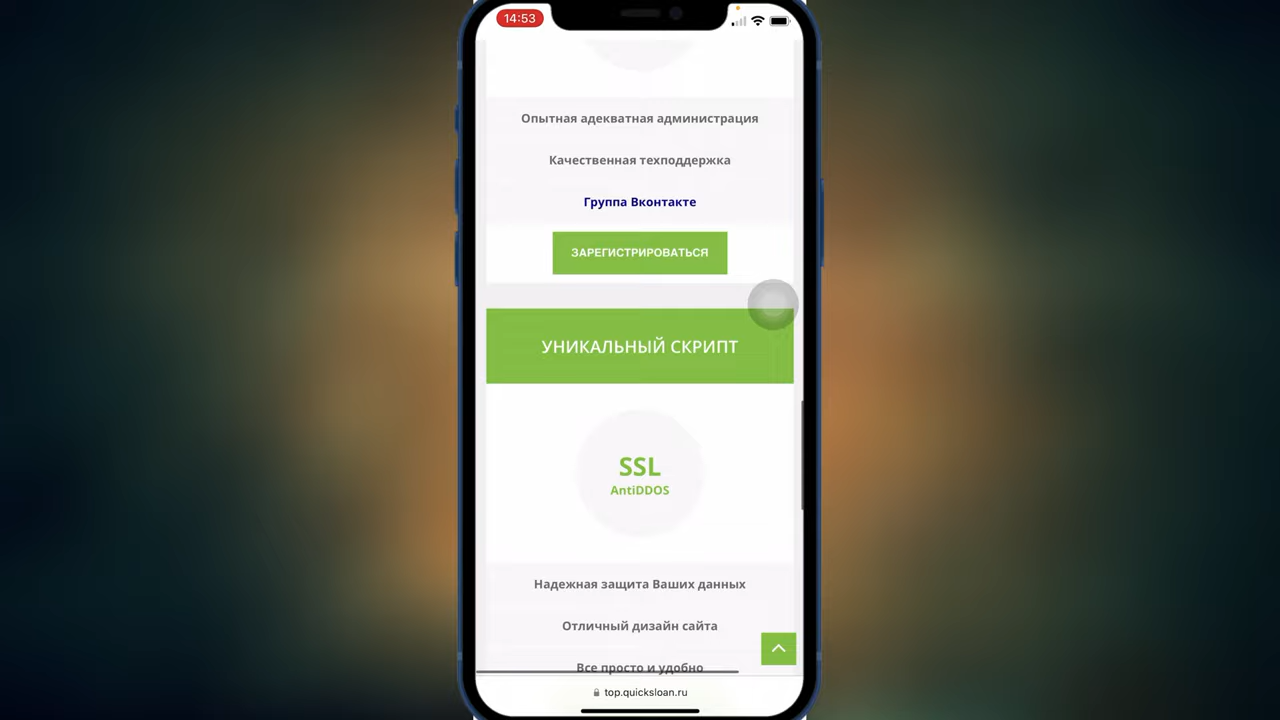 14:53
Опытная адекватная администрация
Качественная техподдержка
Группа Вконтакте
ЗАРЕГИСТРИРОВАТЬСЯ
УНИКАЛЬНЫЙ СКРИПТ
SSL
AntiDDOS
Надежная защита Ваших данных
Отличный дизайн сайта
Все просто и удобно
top.quicksloan.ru